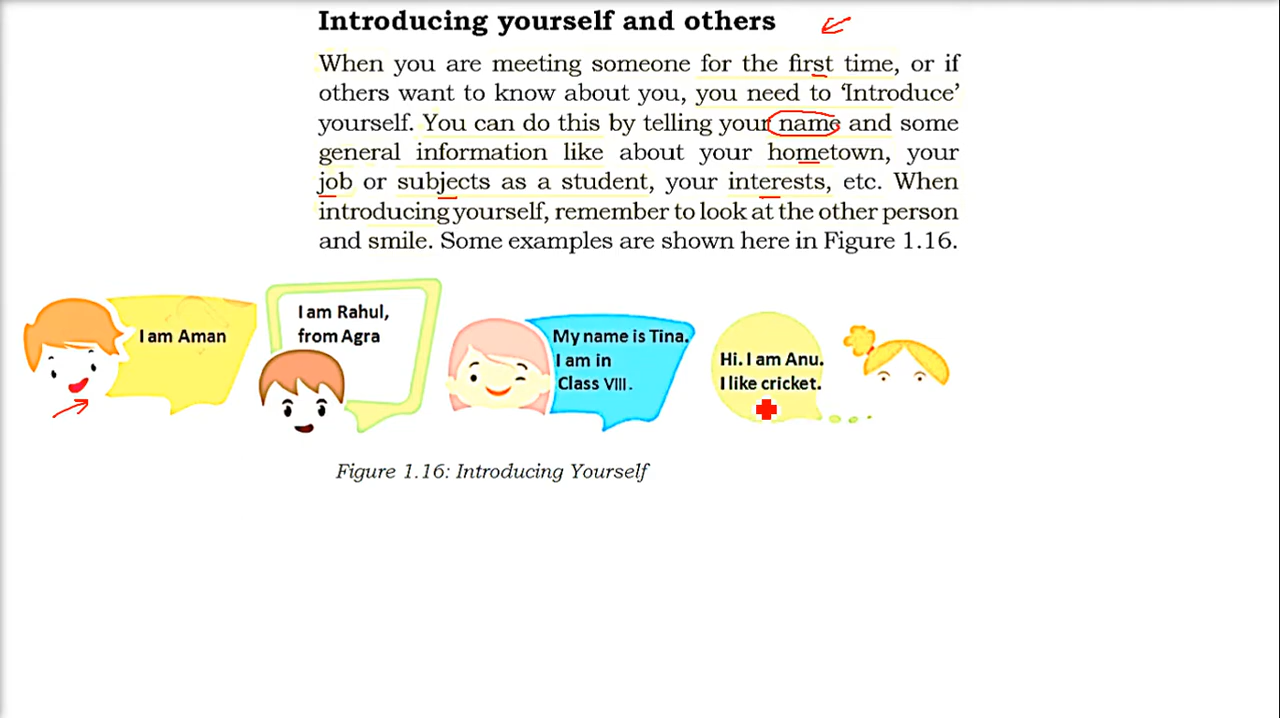 Introducing yourself and others
When you are meeting someone for the first time, or if
others want to know about you, you need to ‘Introduce’
yourself. You can do this by telling your name and some
general information like about your hometown, your
job or subjects as a student, your interests, etc. When
introducing yourself, remember to look at the other person
and smile. Some examples are shown here in Figure 1.16.
I am Aman
I am Rahul,
from Agra
My name is Tina.
I am in
Class VIII.
Hi. I am Anu.
I like cricket.
Figure 1.16: Introducing Yourself